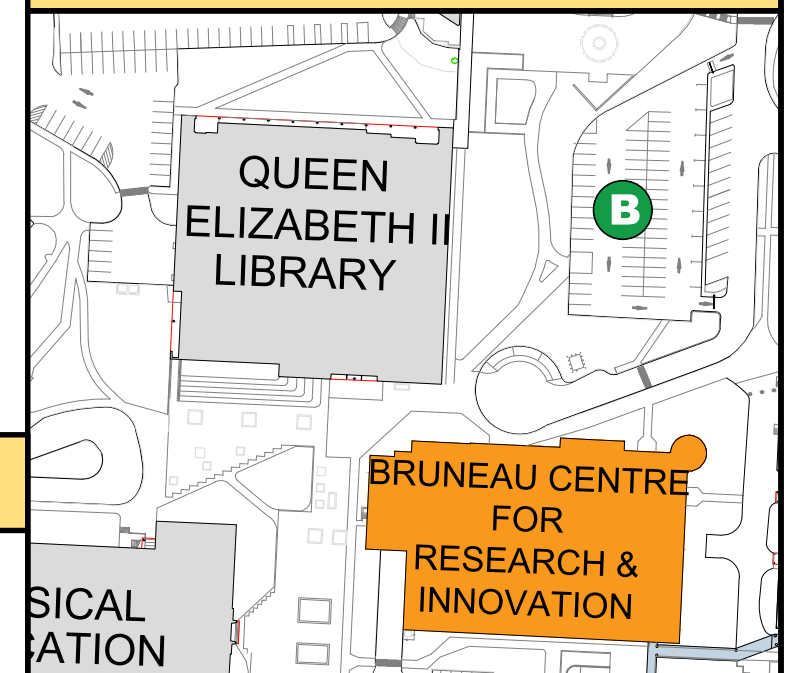 QUEEN
ELIZABETH II
LIBRARY
B
BRUNEAU CENTRE
FOR
RESEARCH &
INNOVATION
SICAL
CATION